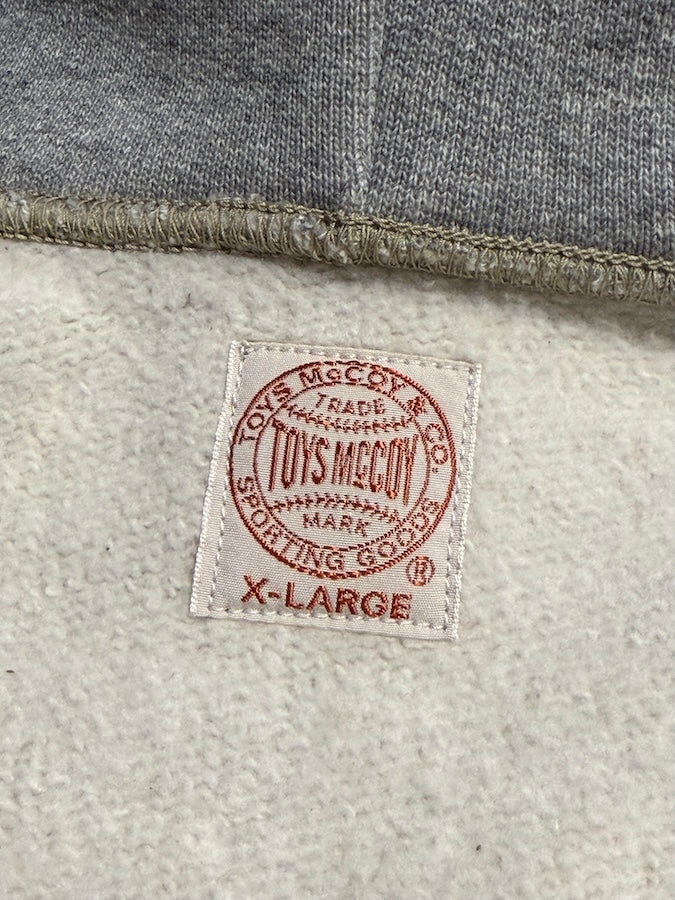 TOYS McCOY & CO.
TRADE
TOYS McCOY
MARK
SPORTING GOODS
®
X-LARGE